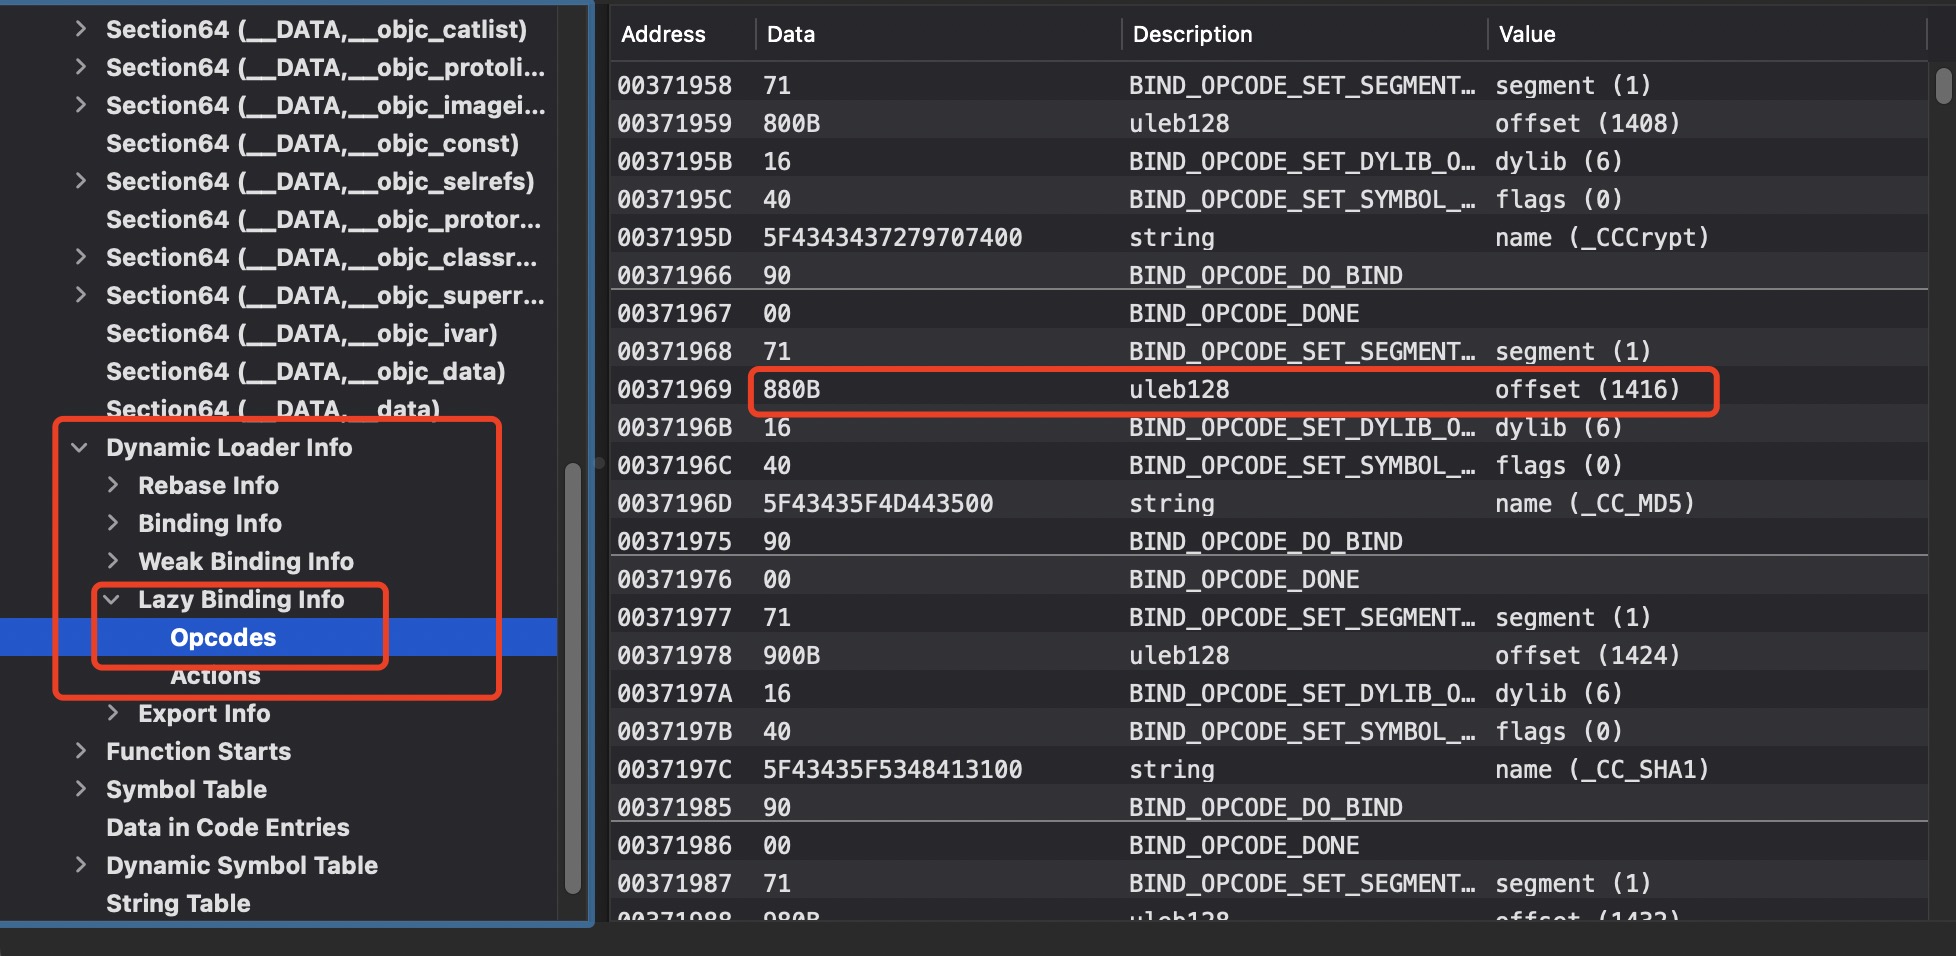 Section64 (__DATA,__objc_catlist)
Section64 (__DATA,__objc_protoli...
Section64 (__DATA,__objc_imagei...
Section64 (__DATA,__objc_const)
Section64 (__DATA,__objc_selrefs)
Section64 (__DATA,__objc_protor...
Section64 (__DATA,__objc_classr...
Section64 (__DATA,__objc_superr...
Section64 (__DATA,__objc_ivar)
Section64 (__DATA,__objc_data)
Section64 (__DATA,__data)
Dynamic Loader Info
Rebase Info
Binding Info
Weak Binding Info
Lazy Binding Info
Opcodes
Actions
Export Info
Function Starts
Symbol Table
Data in Code Entries
Dynamic Symbol Table
String Table
Address Data Description Value
00371958 71 BIND_OPCODE_SET_SEGMENT... segment (1)
00371959 800B uleb128 offset (1408)
0037195B 16 BIND_OPCODE_SET_DYLIB_O... dylib (6)
0037195C 40 BIND_OPCODE_SET_SYMBOL_... flags (0)
0037195D 5F4343437279707400 string name (_CCCrypt)
00371966 90 BIND_OPCODE_DO_BIND
00371967 00 BIND_OPCODE_DONE
00371968 71 BIND_OPCODE_SET_SEGMENT... segment (1)
00371969 880B uleb128 offset (1416)
0037196B 16 BIND_OPCODE_SET_DYLIB_O... dylib (6)
0037196C 40 BIND_OPCODE_SET_SYMBOL_... flags (0)
0037196D 5F43435F4D443500 string name (_CC_MD5)
00371975 90 BIND_OPCODE_DO_BIND
00371976 00 BIND_OPCODE_DONE
00371977 71 BIND_OPCODE_SET_SEGMENT... segment (1)
00371978 900B uleb128 offset (1424)
0037197A 16 BIND_OPCODE_SET_DYLIB_O... dylib (6)
0037197B 40 BIND_OPCODE_SET_SYMBOL_... flags (0)
0037197C 5F43435F5348413100 string name (_CC_SHA1)
00371985 90 BIND_OPCODE_DO_BIND
00371986 00 BIND_OPCODE_DONE
00371987 71 BIND_OPCODE_SET_SEGMENT... segment (1)
00371988 980B uleb128 offset (1432)